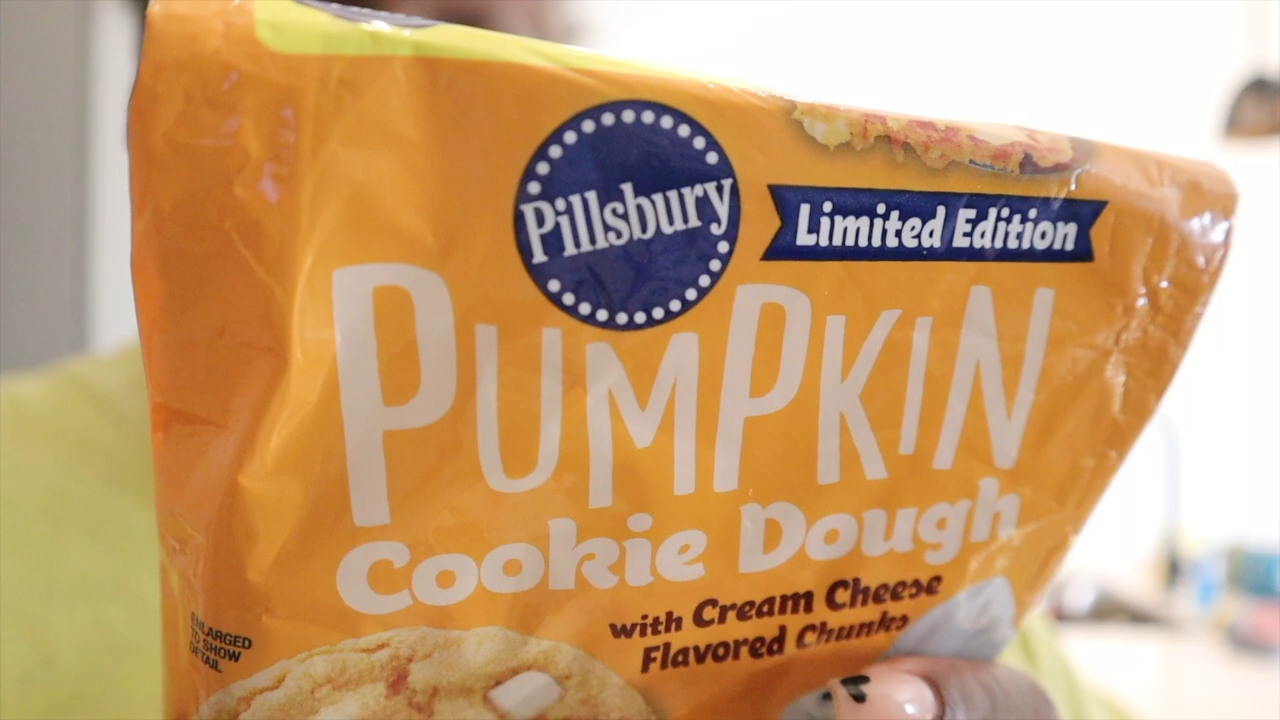 Pillsbury
Limited Edition
PUMPKIN
Cookie Dough
with Cream Cheese
Flavored Chunks
ENLARGED
TO SHOW
DETAIL